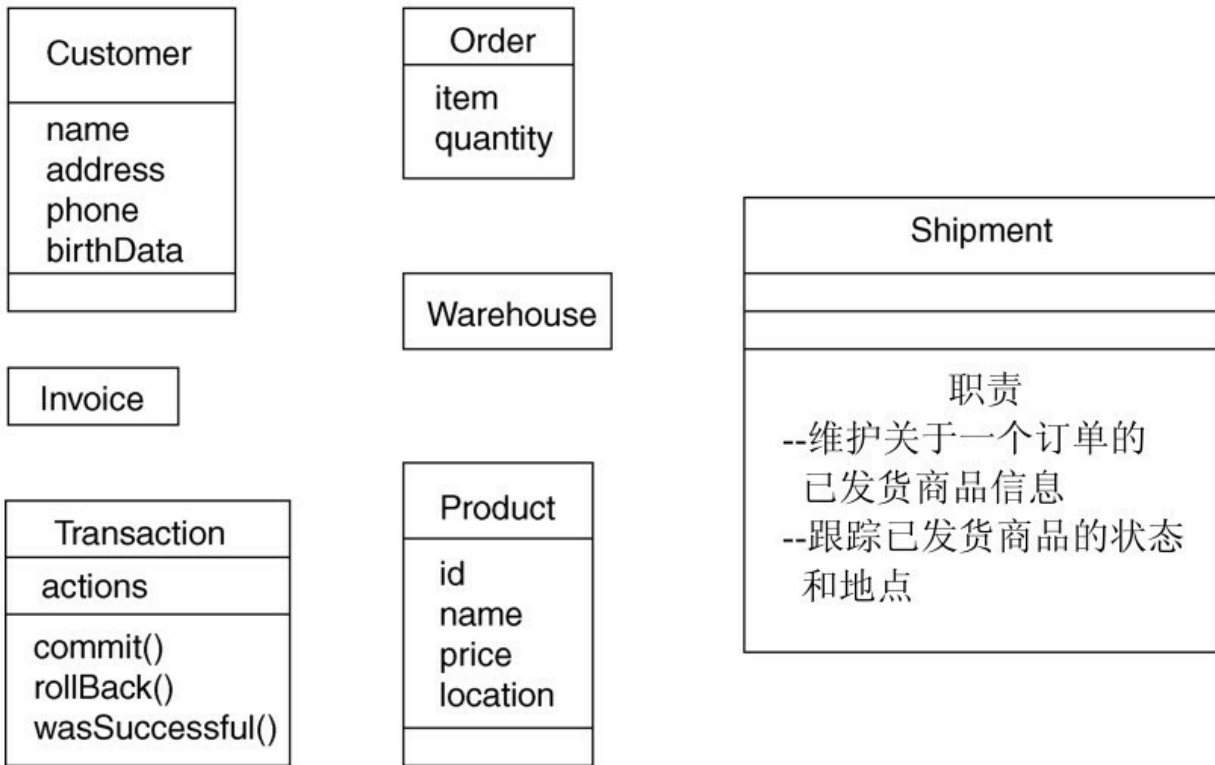 Customer
name
address
phone
birthData
Invoice
Transaction
actions
commit()
rollBack()
wasSuccessful()
Order
item
quantity
Warehouse
Product
id
name
price
location
Shipment
职责
--维护关于一个订单的
已发货商品信息
--跟踪已发货商品的状态
和地点